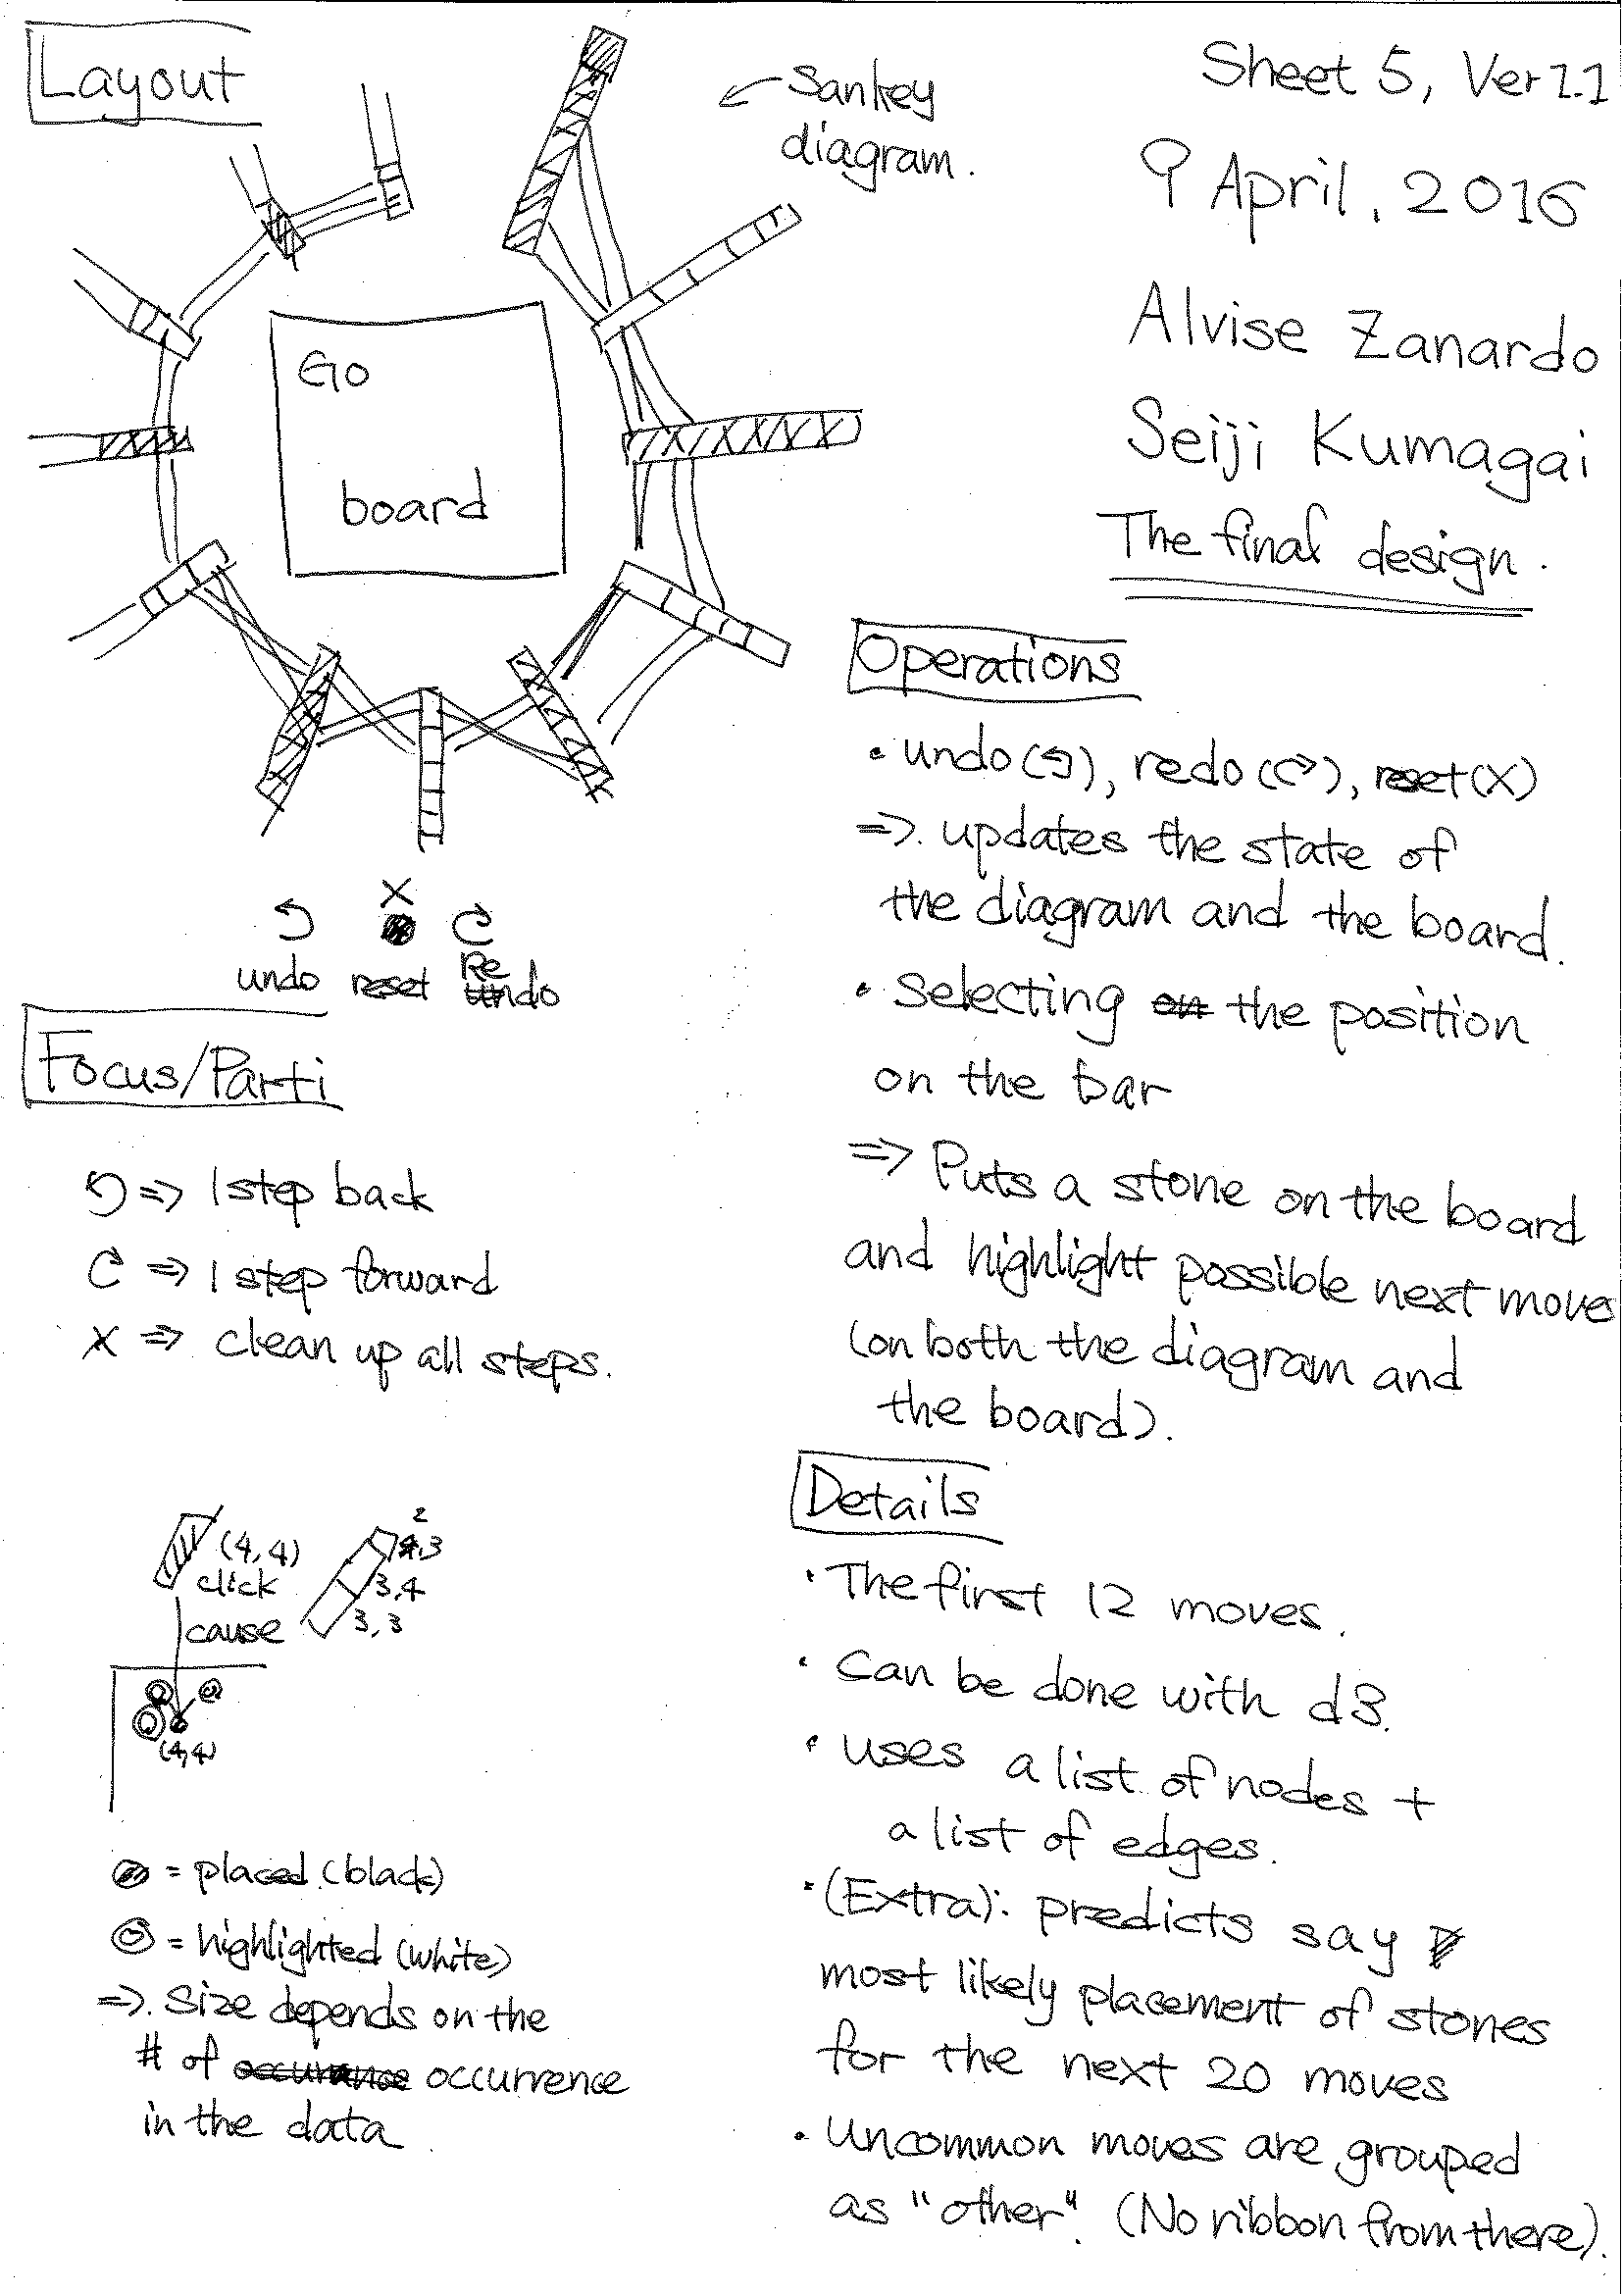 Layout
Sankey
diagram.
Go
board
X
undo reset Redo
Sheet 5, Ver 1.1
9 April, 2016
Alvise Zanardo
Seiji Kumagai
The final design.
Focus/Parti
⇒ 1 step back
⇒ 1 step forward
X ⇒ clean up all steps.
(4,4)
click
cause
2,3
3,4
3,3
(4,4)
= placed (black)
= highlighted (white)
⇒. Size depends on the
# of occurrence
in the data
Operations
• undo (↰), redo (↷), reset (X)
⇒. updates the state of
the diagram and the board.
• Selecting the position
on the bar
⇒ Puts a stone on the board
and highlight possible next moves
(on both the diagram and
the board).
Details
• The first 12 moves.
• Can be done with d3.
• uses a list of nodes +
a list of edges.
• (Extra): predicts say
most likely placement of stones
for the next 20 moves
• Uncommon moves are grouped
as "other". (No ribbon from there).